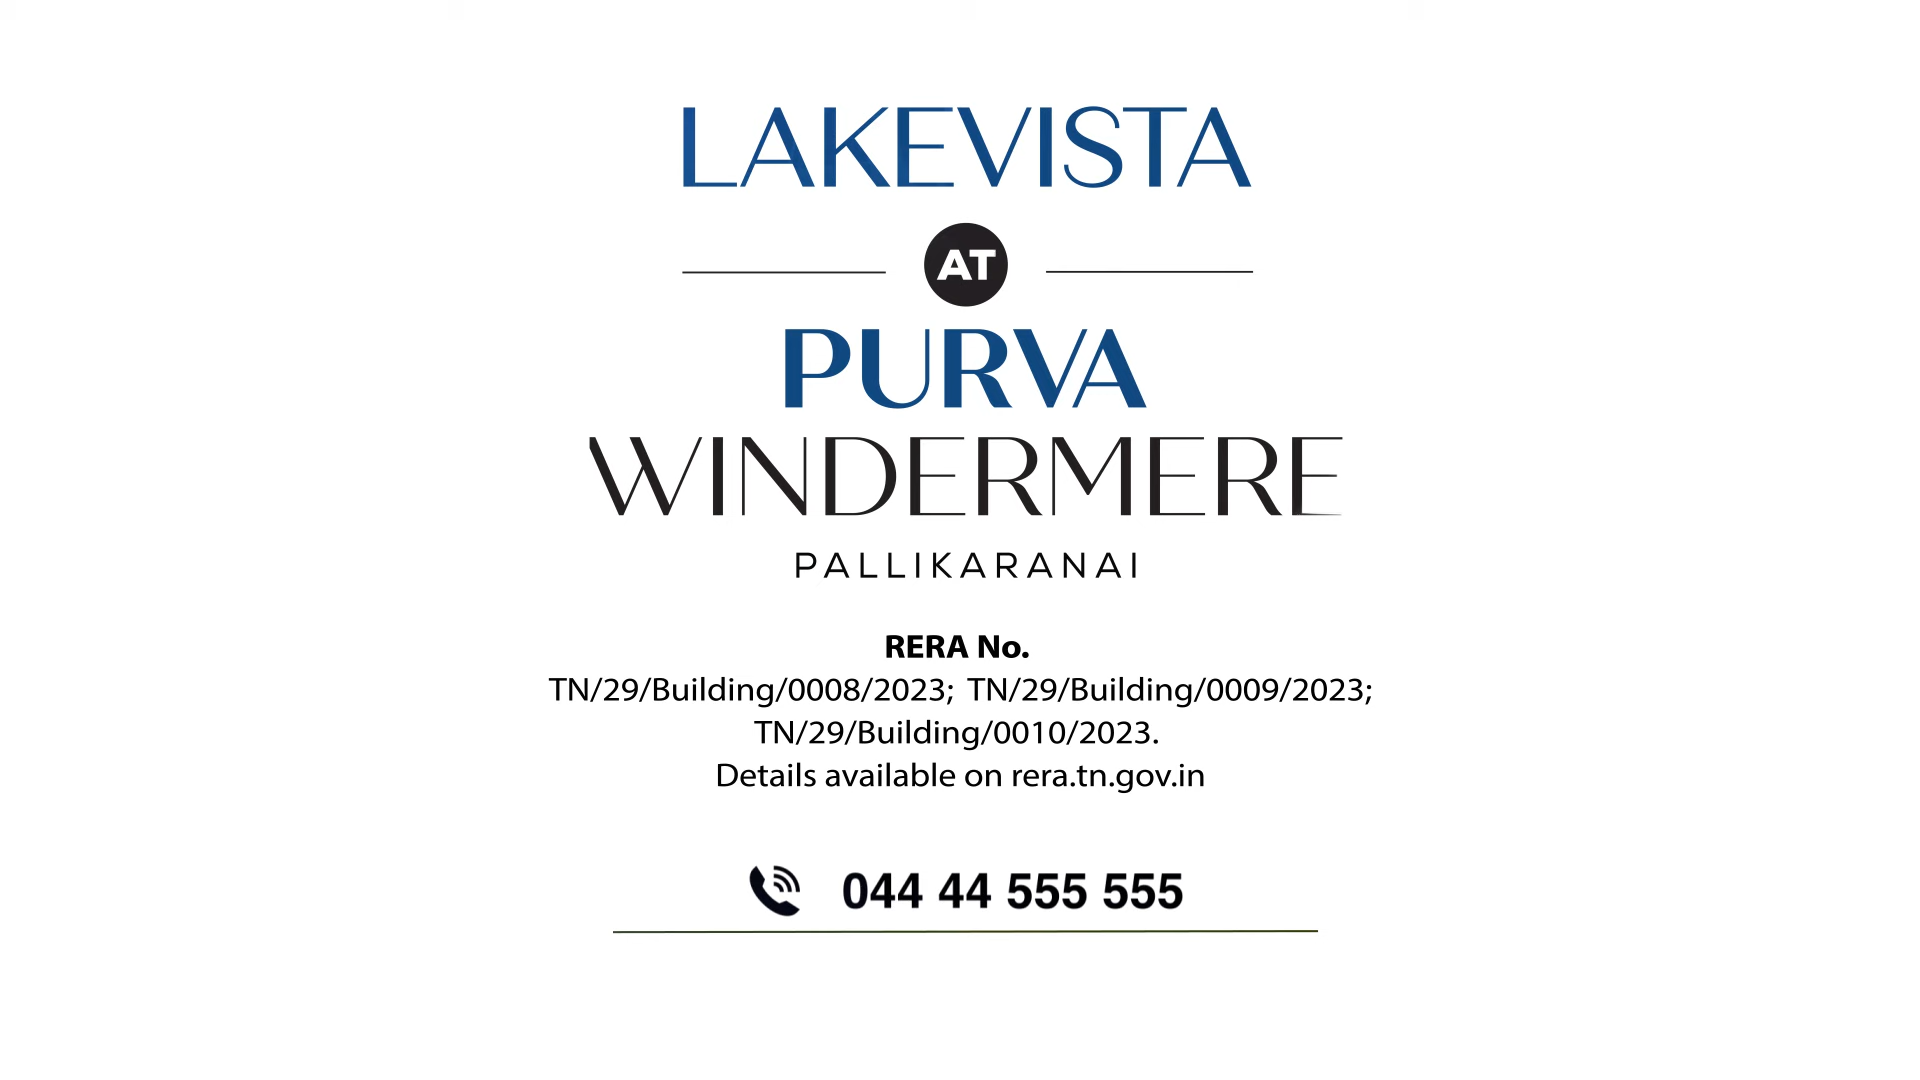 LAKEVISTA
AT
PURVA
WINDERMERE
PALLIKARANAI
RERA No.
TN/29/Building/0008/2023; TN/29/Building/0009/2023;
TN/29/Building/0010/2023.
Details available on rera.tn.gov.in
044 44 555 555